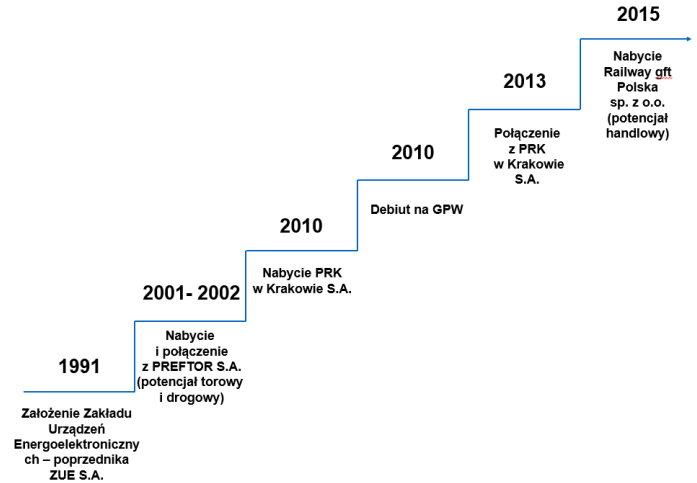 1991
Założenie Zakładu
Urządzeń
Energoelektroniczny
ch – poprzednika
ZUE S.A.
2001- 2002
Nabycie
i połączenie
z PREFTOR S.A.
(potencjał torowy
i drogowy)
2010
Nabycie PRK
w Krakowie S.A.
2010
Debiut na GPW
2013
Połączenie
z PRK
w Krakowie
S.A.
2015
Nabycie
Railway gft
Polska
sp. z o.o.
(potencjał
handlowy)